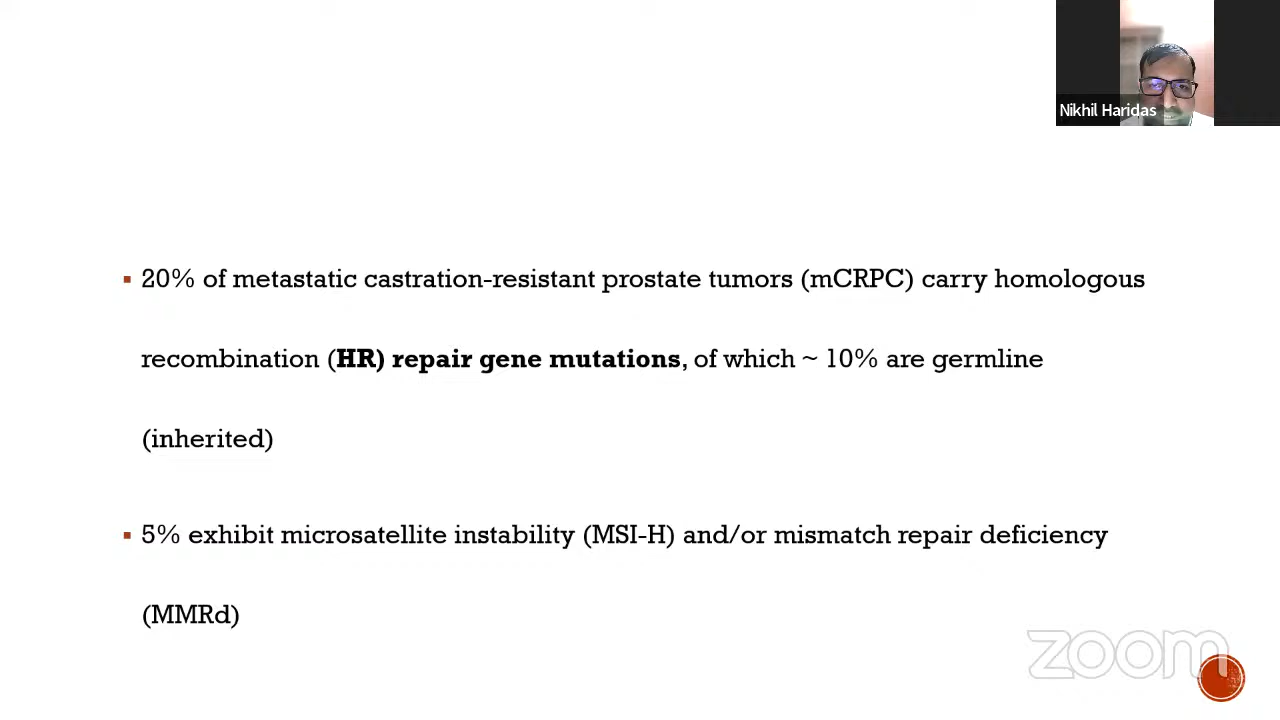 Nikhil Haridas
▪ 20% of metastatic castration-resistant prostate tumors (mCRPC) carry homologous
recombination (HR) repair gene mutations, of which ~ 10% are germline
(inherited)
▪ 5% exhibit microsatellite instability (MSI-H) and/or mismatch repair deficiency
(MMRd)
zoom